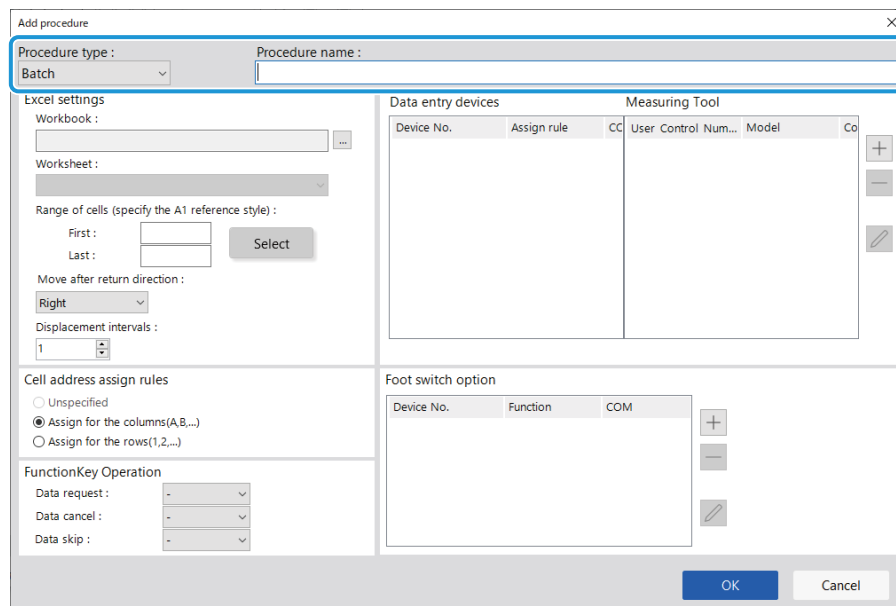 Add procedure
Procedure type :
Procedure name :
Batch
Excel settings
Workbook :
...
Worksheet :
Range of cells (specify the A1 reference style) :
First :
Last :
Select
Move after return direction :
Right
Displacement intervals :
1
Data entry devices
Device No. Assign rule CC
Measuring Tool
User Control Num... Model Co
Cell address assign rules
Unspecified
Assign for the columns(A,B,...)
Assign for the rows(1,2,...)
Foot switch option
Device No. Function COM
FunctionKey Operation
Data request : -
Data cancel : -
Data skip : -
OK
Cancel